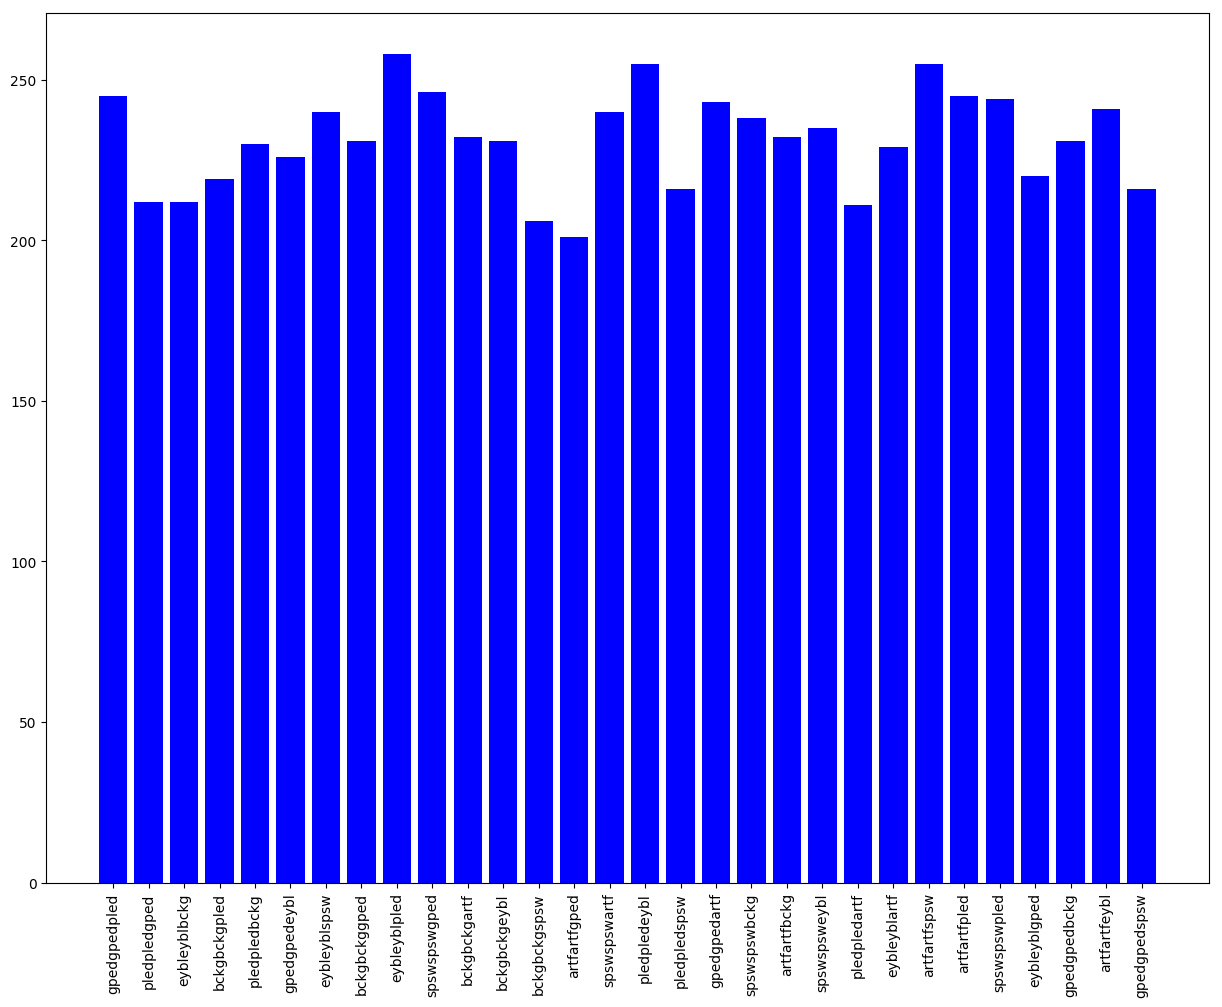 250
200
150
100
50
0
gpedgpedpled
pledpledgped
eybleyblbckg
bckgbckgpled
pledpledbckg
gpedgpedeybl
eybleyblspsw
bckgbckggped
eybleyblpled
spswspswgped
bckgbckgartf
bckgbckgeybl
bckgbckgspsw
artfartfgped
spswspswartf
pledpledeybl
pledpledspsw
gpedgpedartf
spswspswbckg
artfartfbckg
spswspsweybl
pledpledartf
eybleyblartf
artfartfspsw
artfartfpled
spswspswpled
eybleyblgped
gpedgpedbckg
artfartfeybl
gpedgpedspsw